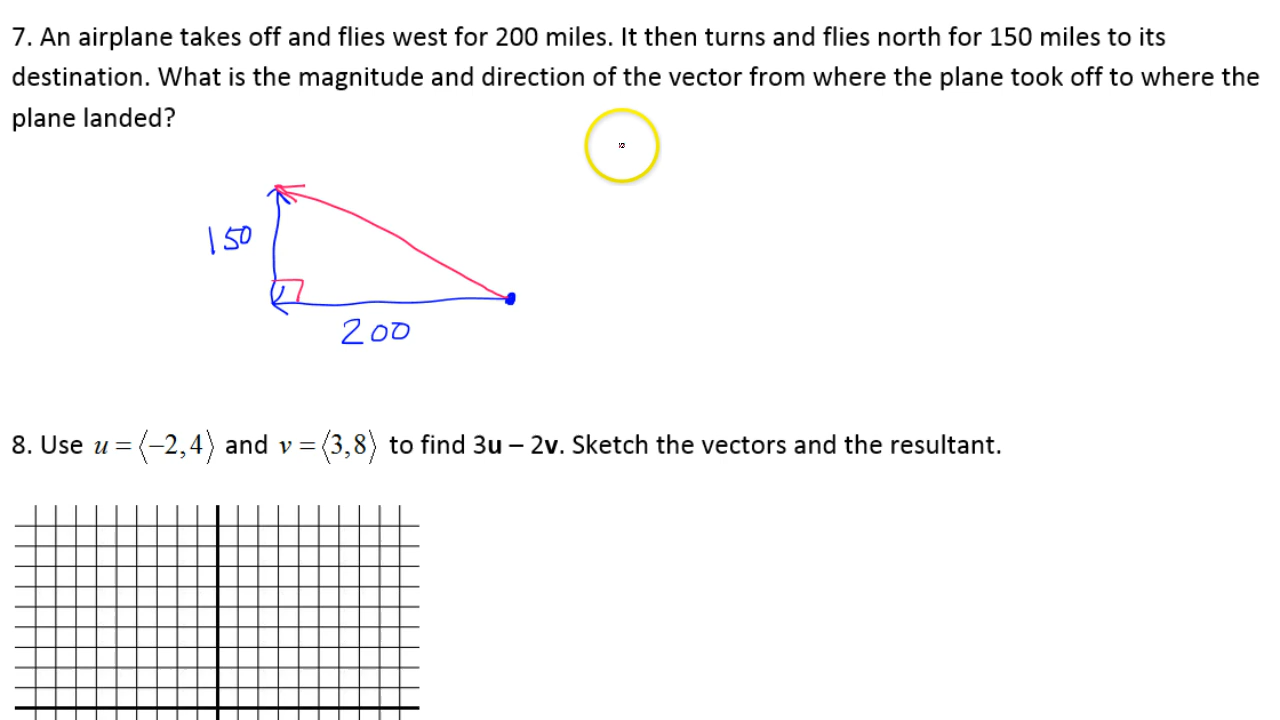 7. An airplane takes off and flies west for 200 miles. It then turns and flies north for 150 miles to its
destination. What is the magnitude and direction of the vector from where the plane took off to where the
plane landed?
150
200
8. Use u = ⟨−2,4⟩ and v = ⟨3,8⟩ to find 3u – 2v. Sketch the vectors and the resultant.